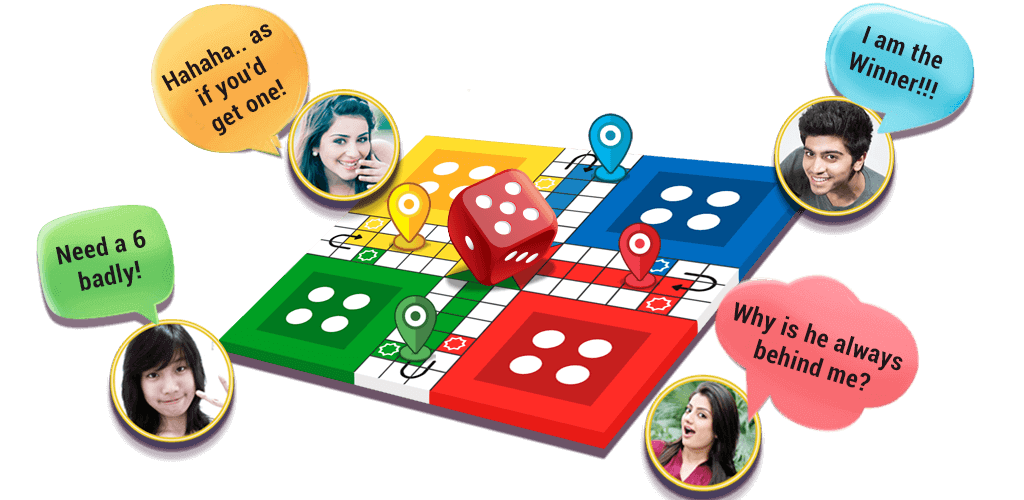 Hahaha.. as
if you'd
get one!
I am the
Winner!!!
Need a 6
badly!
Why is he always
behind me?